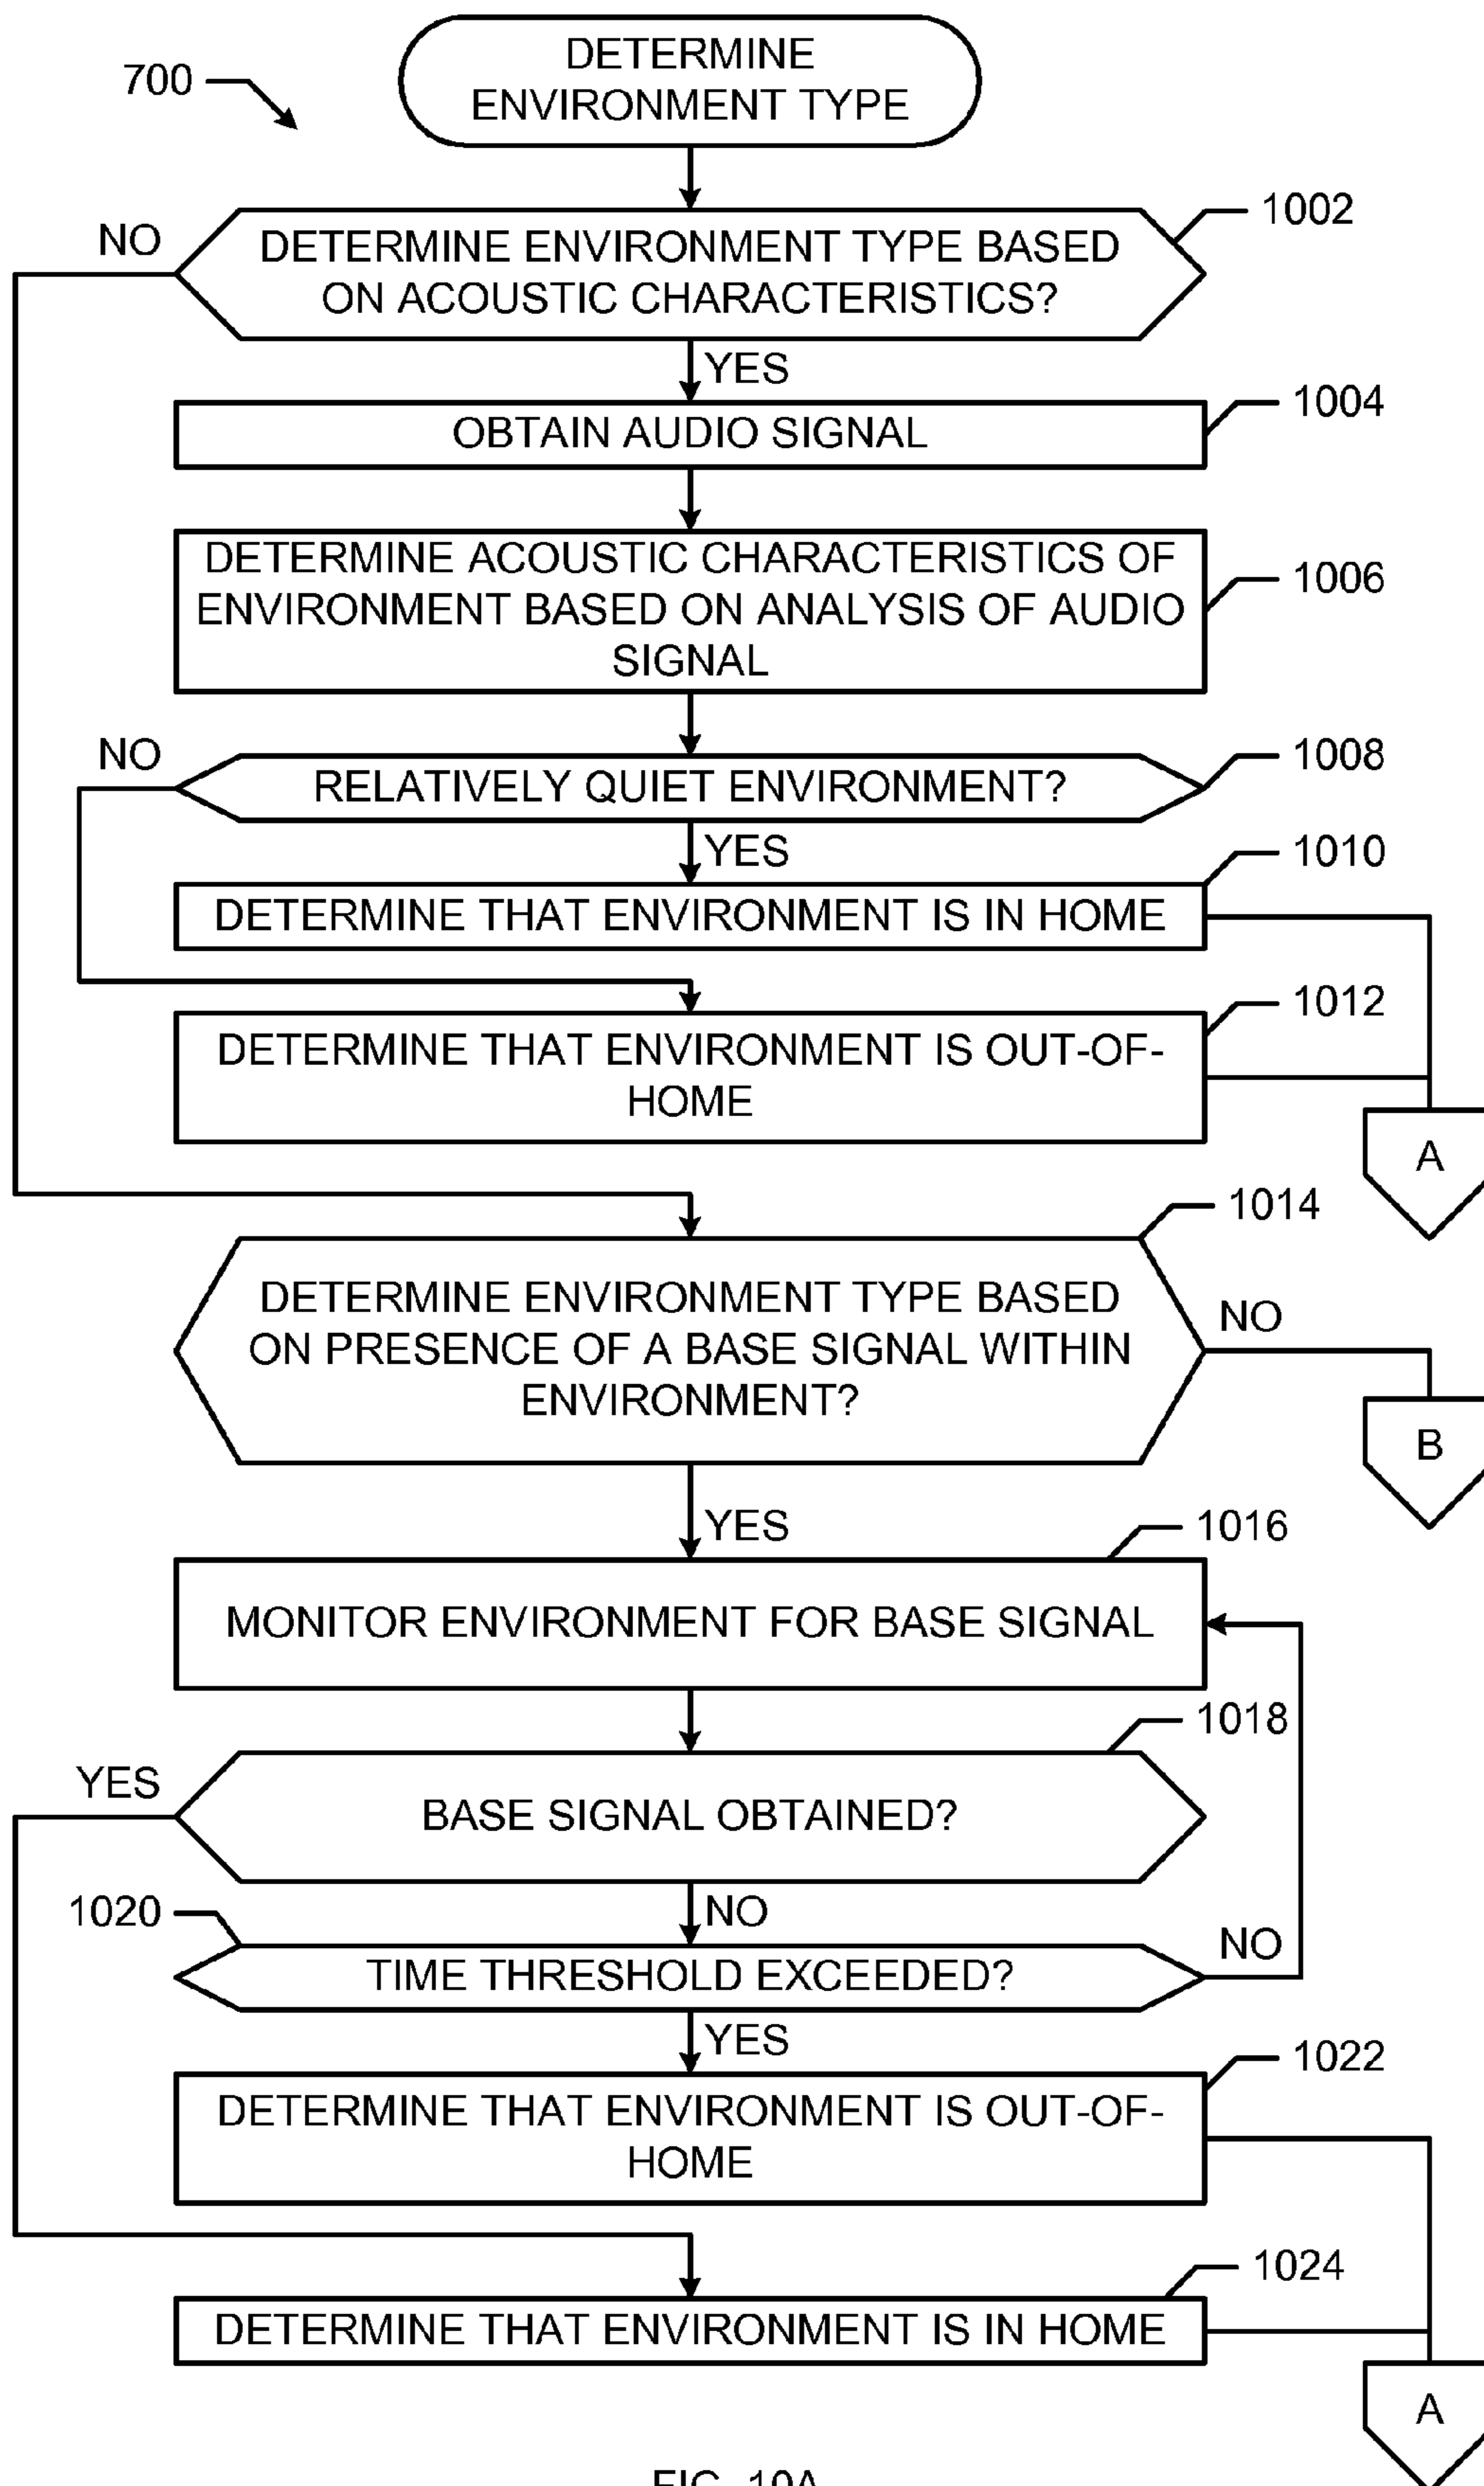 DETERMINE
ENVIRONMENT TYPE
700
1002
NO
DETERMINE ENVIRONMENT TYPE BASED
ON ACOUSTIC CHARACTERISTICS?
YES
1004
OBTAIN AUDIO SIGNAL
DETERMINE ACOUSTIC CHARACTERISTICS OF
ENVIRONMENT BASED ON ANALYSIS OF AUDIO
SIGNAL
1006
NO
RELATIVELY QUIET ENVIRONMENT?
1008
YES
1010
DETERMINE THAT ENVIRONMENT IS IN HOME
1012
DETERMINE THAT ENVIRONMENT IS OUT-OF-
HOME
A
1014
DETERMINE ENVIRONMENT TYPE BASED
ON PRESENCE OF A BASE SIGNAL WITHIN
ENVIRONMENT?
NO
B
YES
1016
MONITOR ENVIRONMENT FOR BASE SIGNAL
1018
YES
BASE SIGNAL OBTAINED?
1020
NO
TIME THRESHOLD EXCEEDED?
NO
YES
1022
DETERMINE THAT ENVIRONMENT IS OUT-OF-
HOME
1024
DETERMINE THAT ENVIRONMENT IS IN HOME
A
FIG. 10A